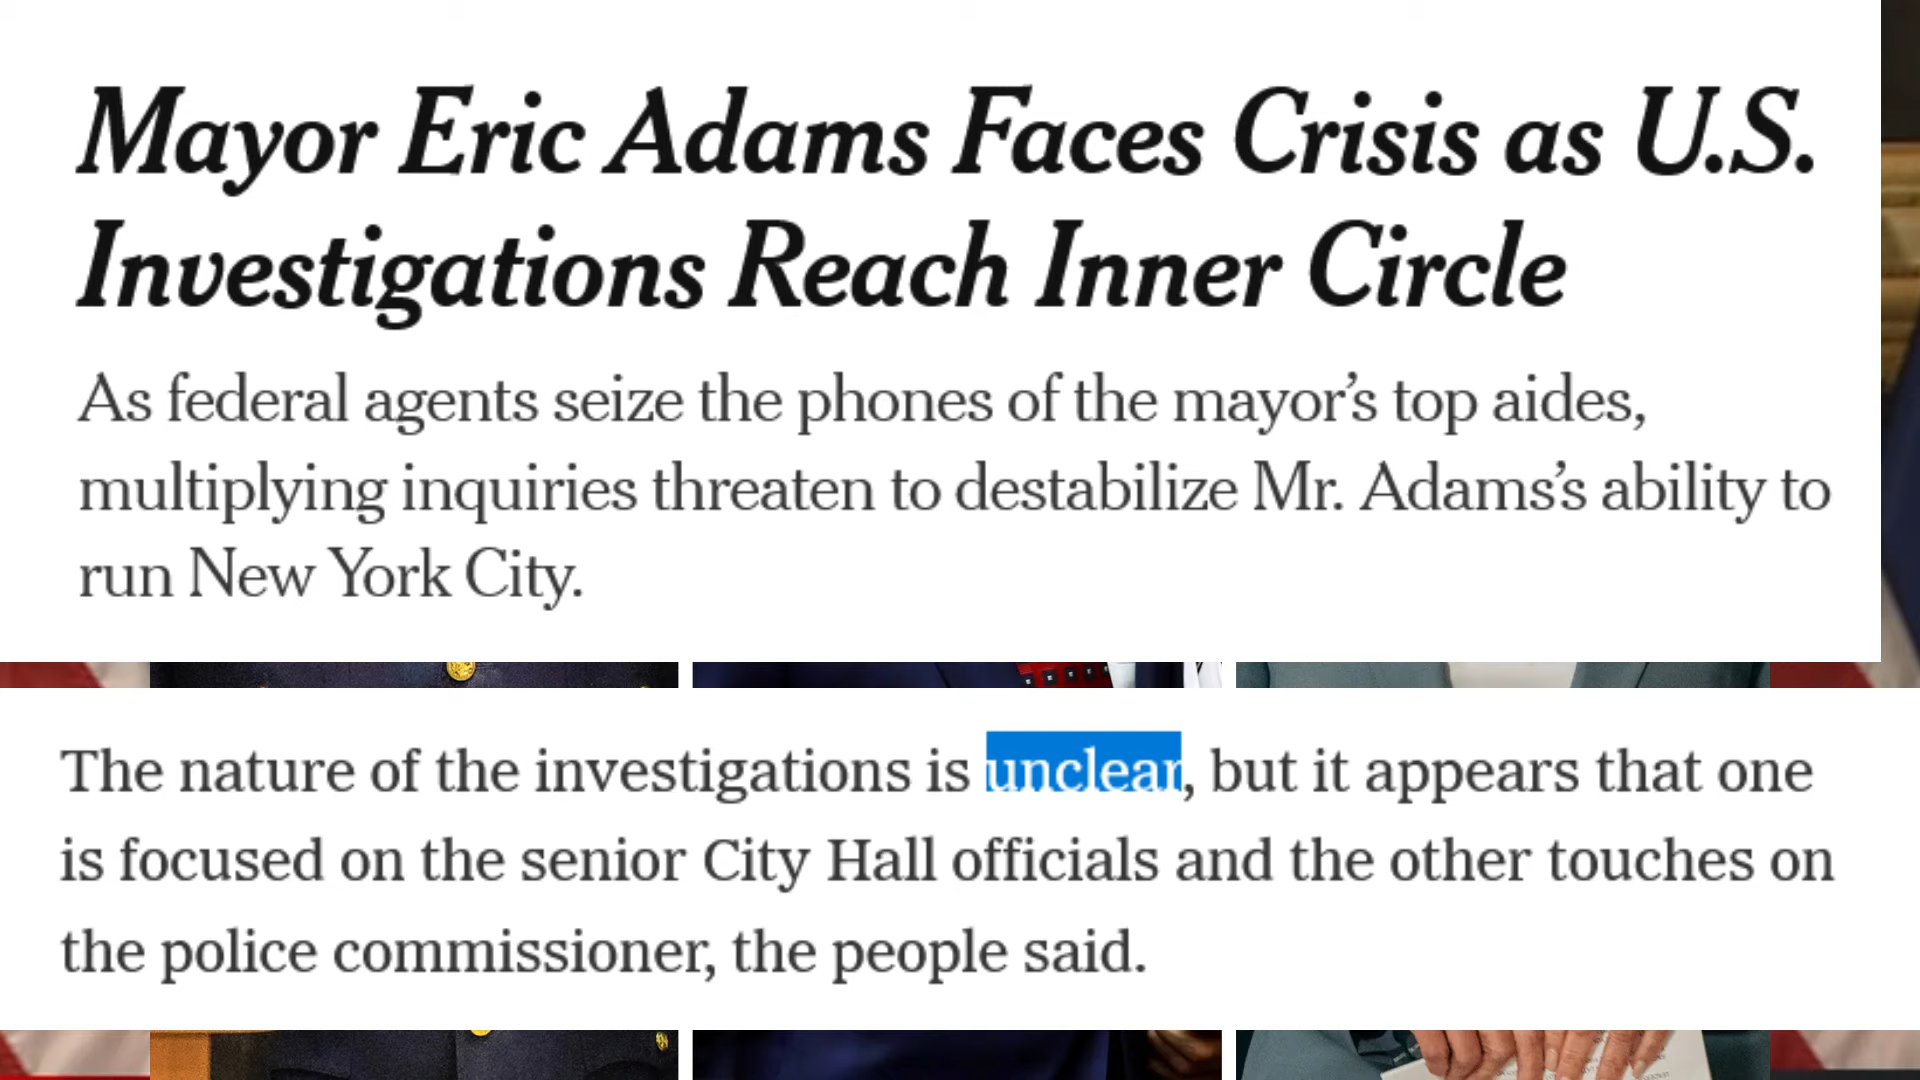 Mayor Eric Adams Faces Crisis as U.S.
Investigations Reach Inner Circle
As federal agents seize the phones of the mayor’s top aides,
multiplying inquiries threaten to destabilize Mr. Adams’s ability to
run New York City.
The nature of the investigations is unclear, but it appears that one
is focused on the senior City Hall officials and the other touches on
the police commissioner, the people said.